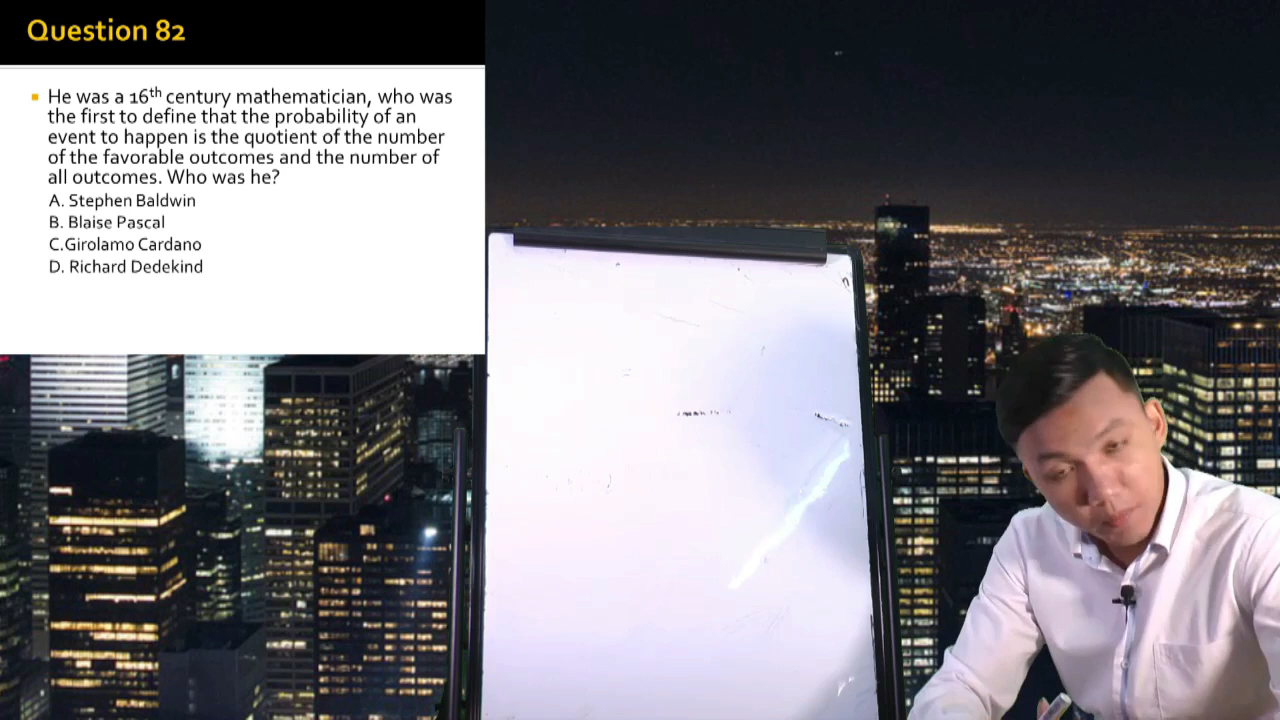 Question 82
He was a 16th century mathematician, who was
the first to define that the probability of an
event to happen is the quotient of the number
of the favorable outcomes and the number of
all outcomes. Who was he?
A. Stephen Baldwin
B. Blaise Pascal
C.Girolamo Cardano
D. Richard Dedekind